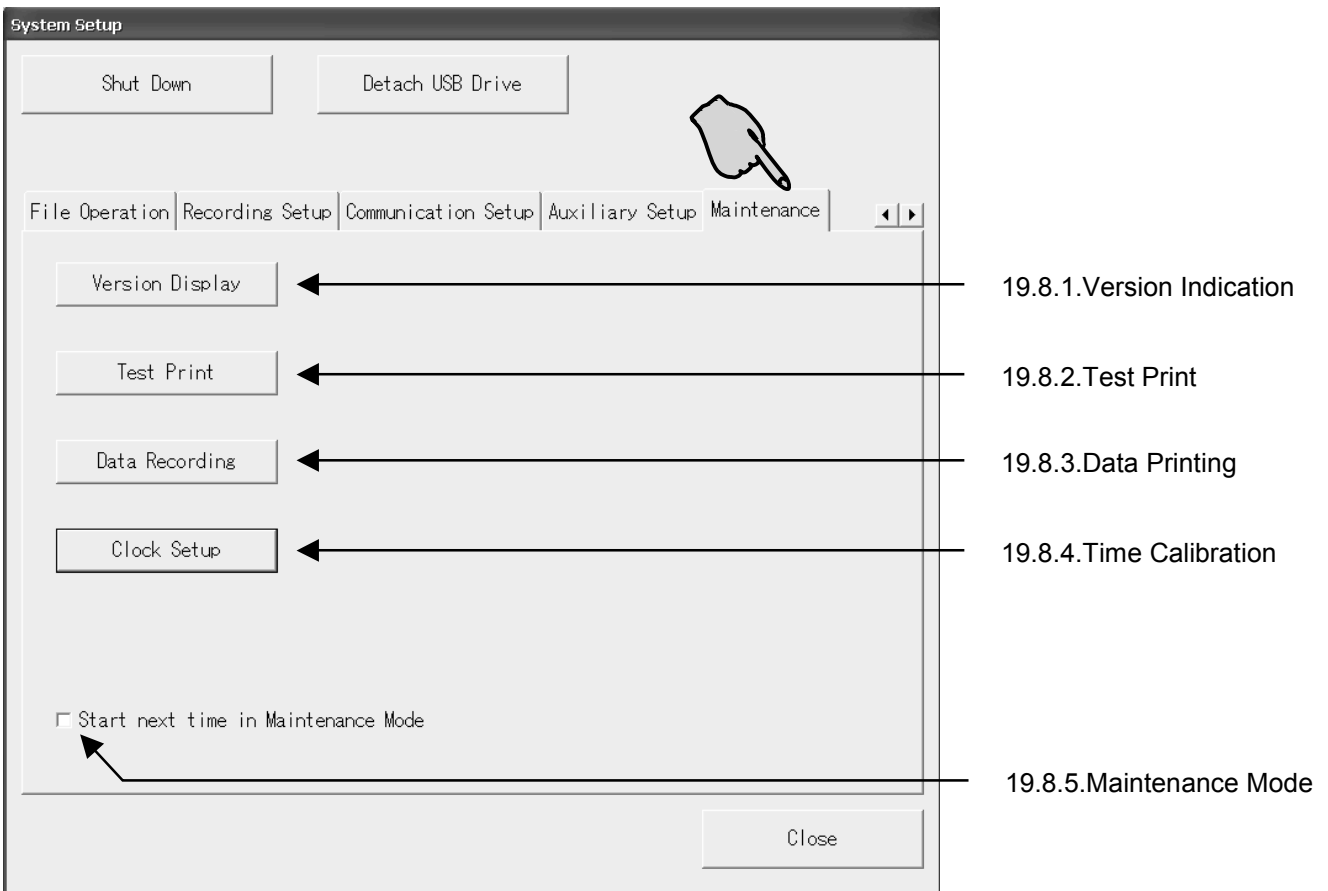 System Setup
Shut Down
Detach USB Drive
File Operation
Recording Setup
Communication Setup
Auxiliary Setup
Maintenance
Version Display
19.8.1.Version Indication
Test Print
19.8.2.Test Print
Data Recording
19.8.3.Data Printing
Clock Setup
19.8.4.Time Calibration
Start next time in Maintenance Mode
19.8.5.Maintenance Mode
Close